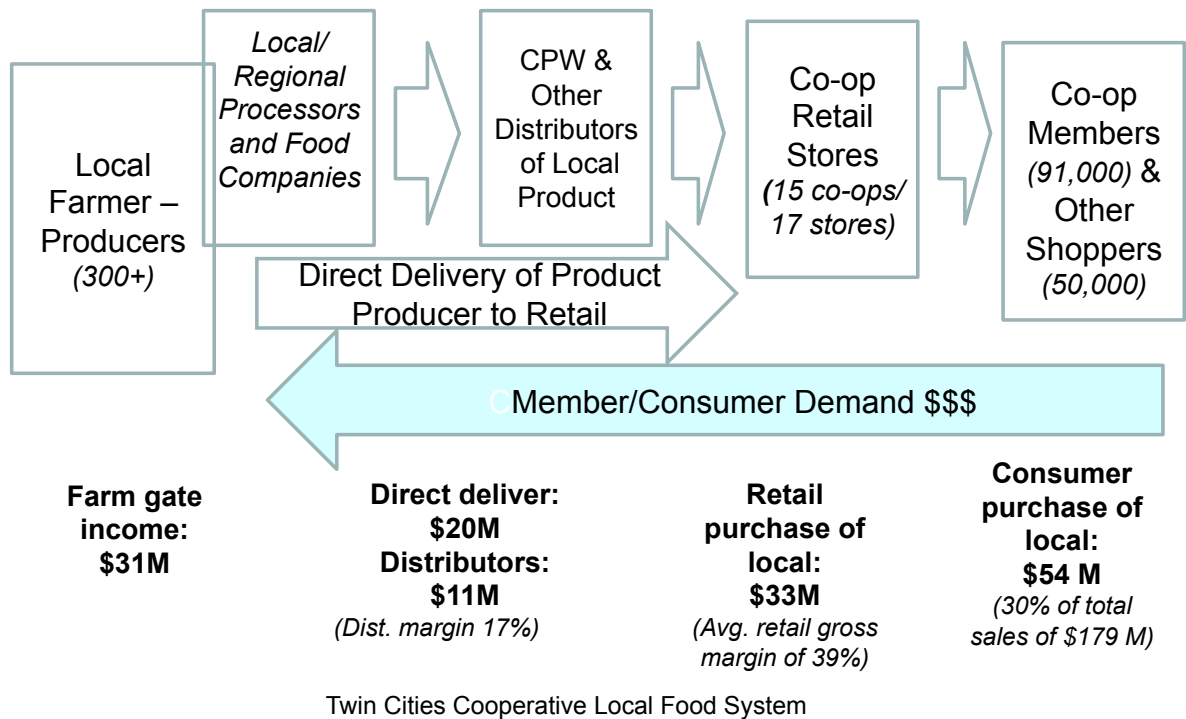 Local
Farmer –
Producers
(300+)
Local/
Regional
Processors
and Food
Companies
CPW &
Other
Distributors
of Local
Product
Co-op
Retail
Stores
(15 co-ops/
17 stores)
Co-op
Members
(91,000) &
Other
Shoppers
(50,000)
Direct Delivery of Product
Producer to Retail
CMember/Consumer Demand $$$
Farm gate
income:
$31M
Direct deliver:
$20M
Distributors:
$11M
(Dist. margin 17%)
Retail
purchase of
local:
$33M
(Avg. retail gross
margin of 39%)
Consumer
purchase of
local:
$54 M
(30% of total
sales of $179 M)
Twin Cities Cooperative Local Food System